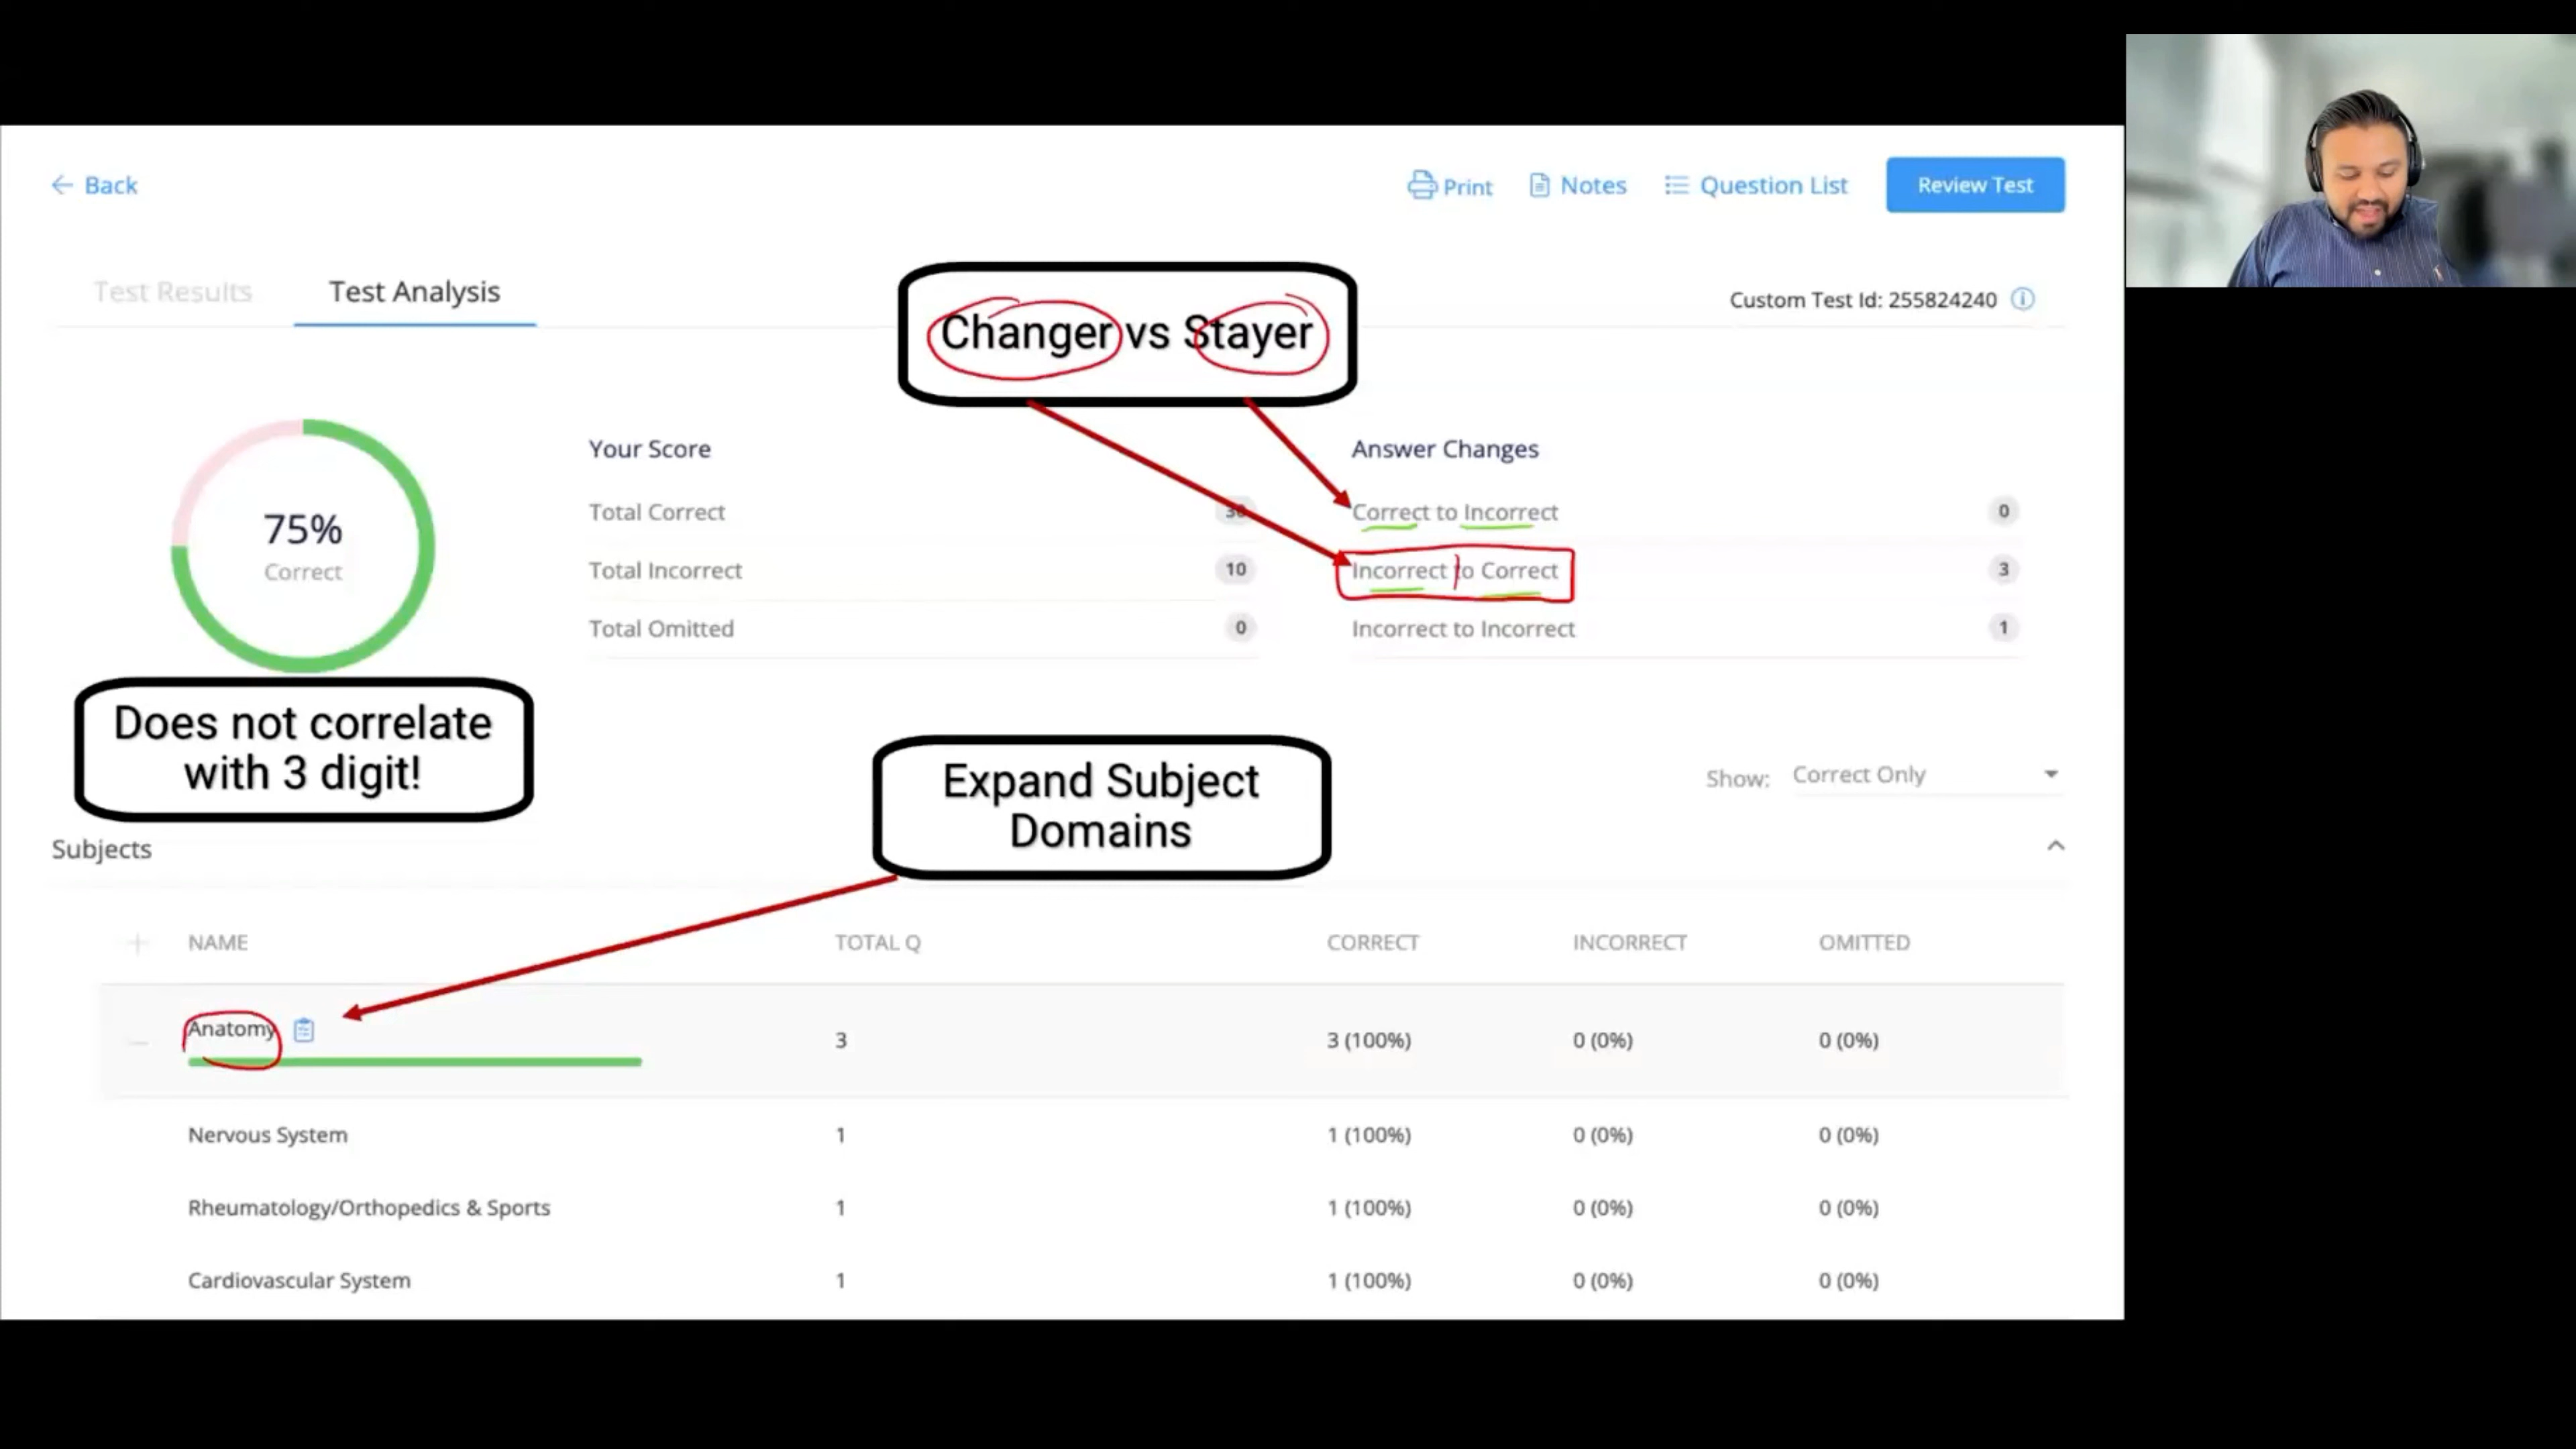 Back
Print
Notes
Question List
Review Test
Test Results
Test Analysis
Custom Test Id: 255824240
Changer vs Stayer
75%
Correct
Your Score
Total Correct 30
Total Incorrect 10
Total Omitted 0
Answer Changes
Correct to Incorrect 0
Incorrect to Correct 3
Incorrect to Incorrect 1
Does not correlate
with 3 digit!
Expand Subject
Domains
Show: Correct Only
Subjects
NAME TOTAL Q CORRECT INCORRECT OMITTED
Anatomy 3 3 (100%) 0 (0%) 0 (0%)
Nervous System 1 1 (100%) 0 (0%) 0 (0%)
Rheumatology/Orthopedics & Sports 1 1 (100%) 0 (0%) 0 (0%)
Cardiovascular System 1 1 (100%) 0 (0%) 0 (0%)